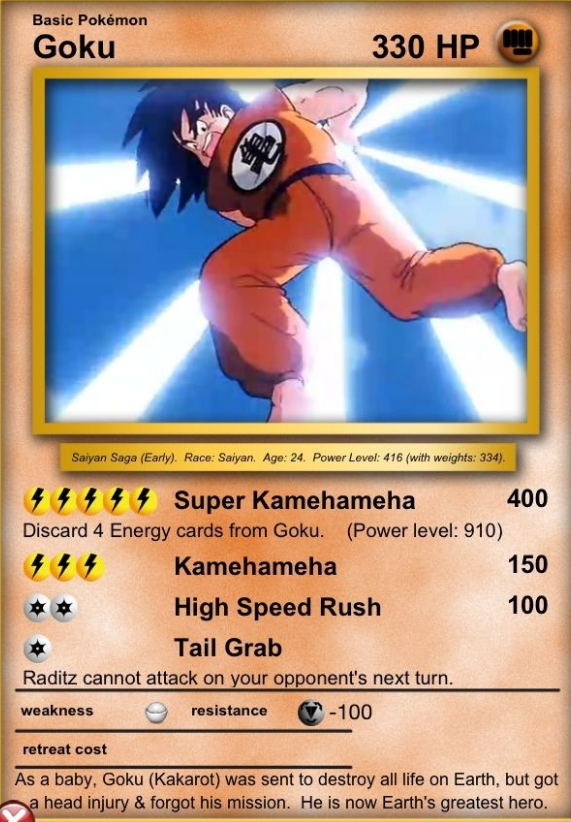 Basic Pokémon
Goku 330 HP
Saiyan Saga (Early). Race: Saiyan. Age: 24. Power Level: 416 (with weights: 334).
Super Kamehameha 400
Discard 4 Energy cards from Goku. (Power level: 910)
Kamehameha 150
High Speed Rush 100
Tail Grab
Raditz cannot attack on your opponent's next turn.
weakness resistance -100
retreat cost
As a baby, Goku (Kakarot) was sent to destroy all life on Earth, but got
a head injury & forgot his mission. He is now Earth's greatest hero.